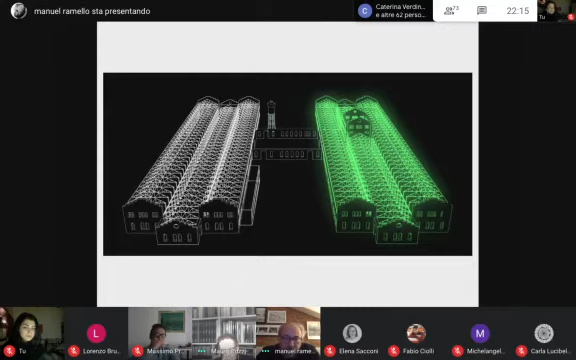 manuel ramello sta presentando
Caterina Verdin...
e altre 62 perso...
C
73
22:15
Tu
Tu
L
Lorenzo Bru...
Massimo Pr...
manuel rame...
Elena Sacconi
Fabio Ciolli
M
Michelangel...
Carla Lucibel...